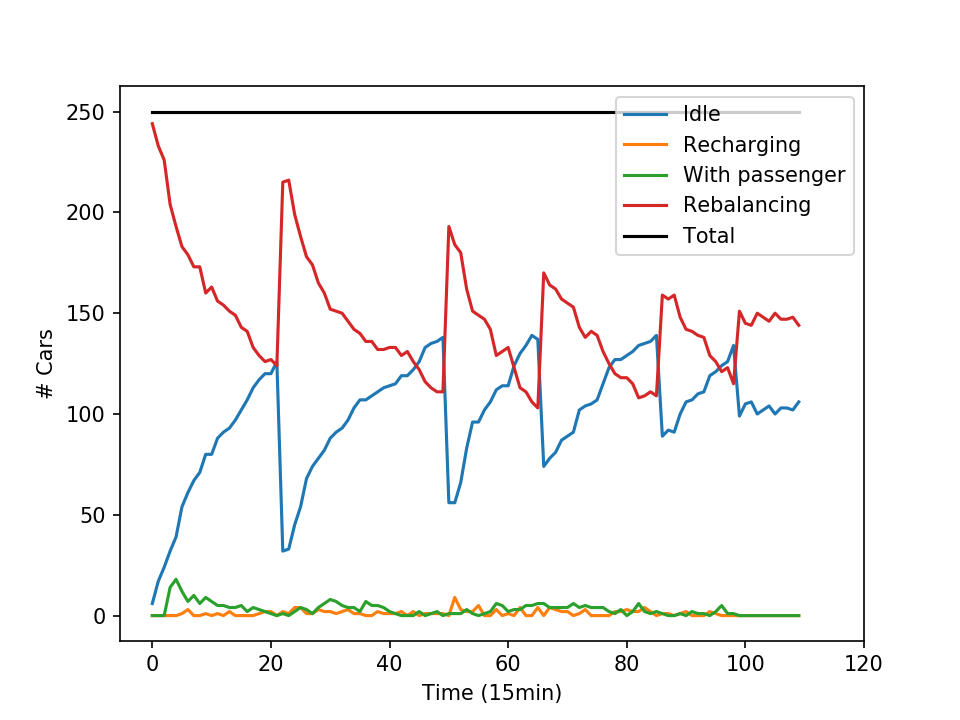 250
200
150
100
50
0
# Cars
0 20 40 60 80 100 120
Time (15min)
Idle
Recharging
With passenger
Rebalancing
Total